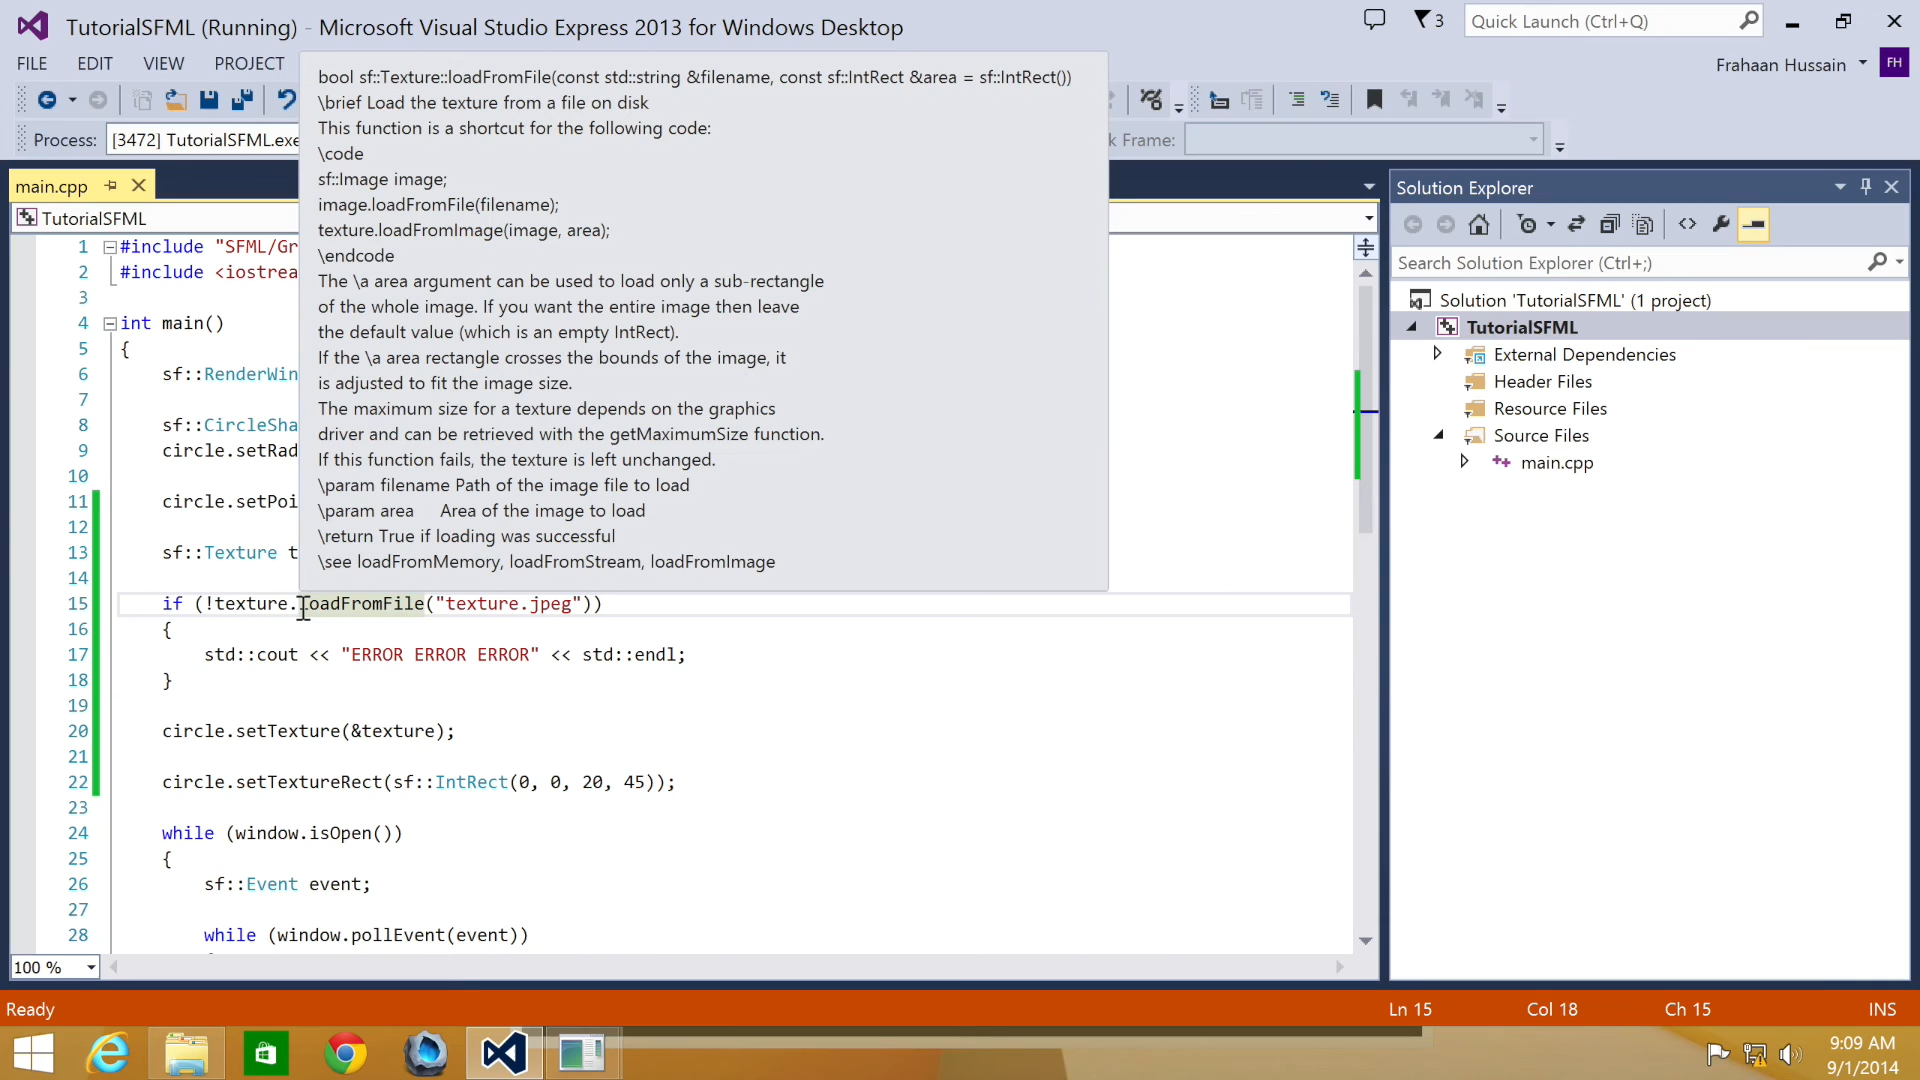 TutorialSFML (Running) - Microsoft Visual Studio Express 2013 for Windows Desktop
3
Quick Launch (Ctrl+Q)
FILE EDIT VIEW PROJECT
Frahaan Hussain
FH
Process: [3472] TutorialSFML.exe
k Frame:
bool sf::Texture::loadFromFile(const std::string &filename, const sf::IntRect &area = sf::IntRect())
\brief Load the texture from a file on disk
This function is a shortcut for the following code:
\code
sf::Image image;
image.loadFromFile(filename);
texture.loadFromImage(image, area);
\endcode
The \a area argument can be used to load only a sub-rectangle
of the whole image. If you want the entire image then leave
the default value (which is an empty IntRect).
If the \a area rectangle crosses the bounds of the image, it
is adjusted to fit the image size.
The maximum size for a texture depends on the graphics
driver and can be retrieved with the getMaximumSize function.
If this function fails, the texture is left unchanged.
\param filename Path of the image file to load
\param area Area of the image to load
\return True if loading was successful
\see loadFromMemory, loadFromStream, loadFromImage
main.cpp
TutorialSFML
1 #include "SFML/Gr
2 #include <iostrea
3
4 int main()
5 {
6 sf::RenderWin
7
8 sf::CircleSha
9 circle.setRad
10
11 circle.setPoi
12
13 sf::Texture t
14
15 if (!texture.loadFromFile("texture.jpeg"))
16 {
17 std::cout << "ERROR ERROR ERROR" << std::endl;
18 }
19
20 circle.setTexture(&texture);
21
22 circle.setTextureRect(sf::IntRect(0, 0, 20, 45));
23
24 while (window.isOpen())
25 {
26 sf::Event event;
27
28 while (window.pollEvent(event))
100 %
Solution Explorer
Search Solution Explorer (Ctrl+;)
Solution 'TutorialSFML' (1 project)
TutorialSFML
External Dependencies
Header Files
Resource Files
Source Files
main.cpp
Ready
Ln 15 Col 18 Ch 15 INS
9:09 AM
9/1/2014